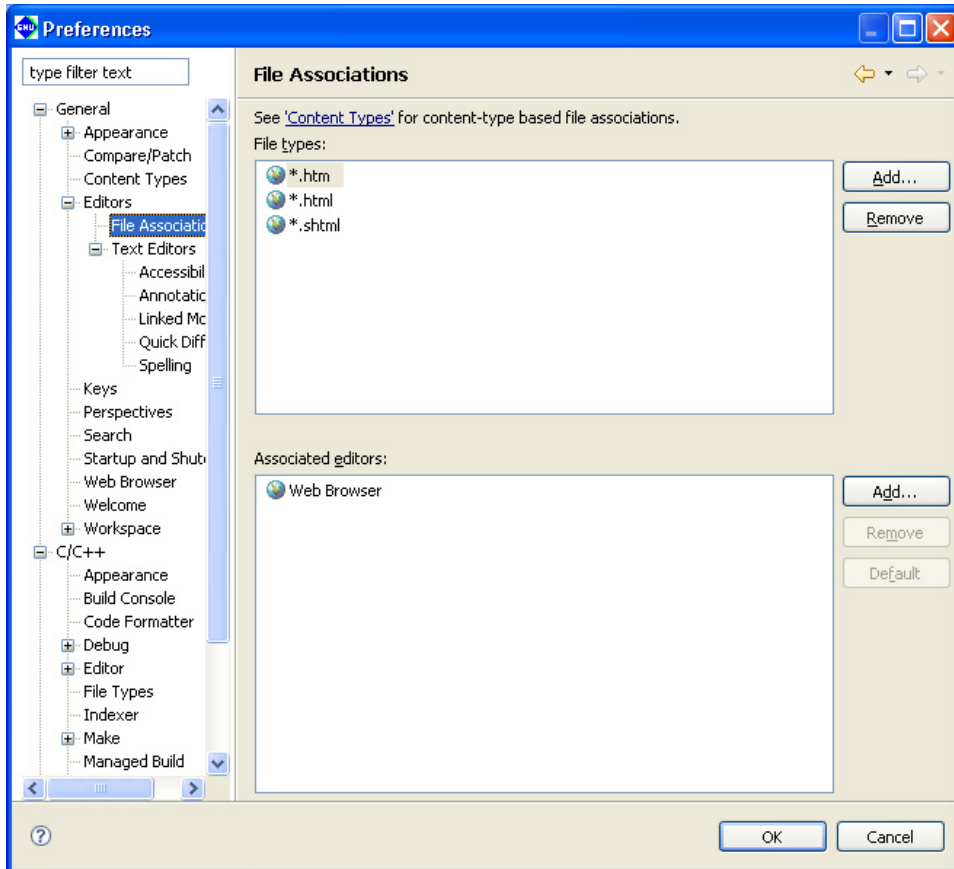 Preferences
type filter text
General
Appearance
Compare/Patch
Content Types
Editors
File Associatio
Text Editors
Accessibil
Annotatic
Linked Mc
Quick Diff
Spelling
Keys
Perspectives
Search
Startup and Shut
Web Browser
Welcome
Workspace
C/C++
Appearance
Build Console
Code Formatter
Debug
Editor
File Types
Indexer
Make
Managed Build
File Associations
See 'Content Types' for content-type based file associations.
File types:
*.htm
*.html
*.shtml
Add...
Remove
Associated editors:
Web Browser
Add...
Remove
Default
OK
Cancel